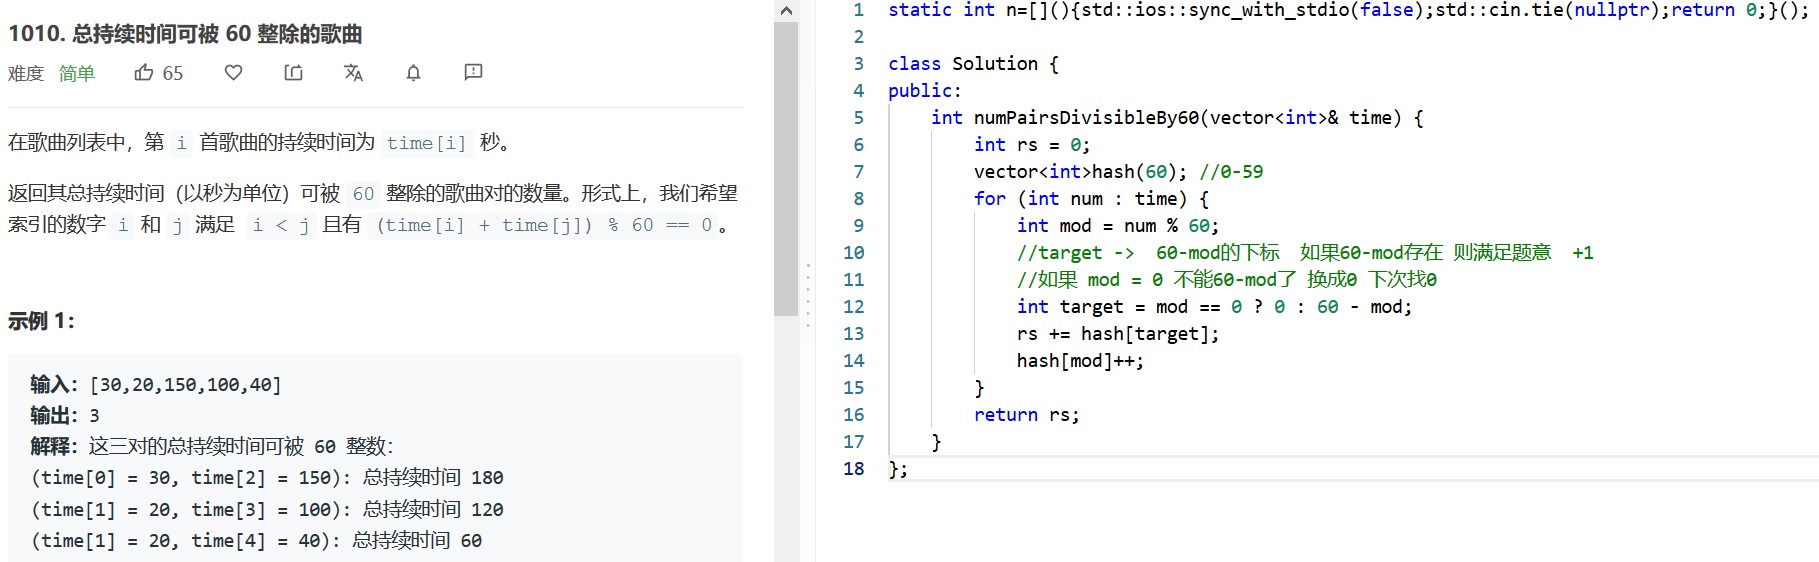 1010. 总持续时间可被 60 整除的歌曲
难度 简单 65
在歌曲列表中，第 i 首歌曲的持续时间为 time[i] 秒。
返回其总持续时间（以秒为单位）可被 60 整除的歌曲对的数量。形式上，我们希望
索引的数字 i 和 j 满足 i < j 且有 (time[i] + time[j]) % 60 == 0 。
示例 1：
输入：[30,20,150,100,40]
输出：3
解释：这三对的总持续时间可被 60 整数：
(time[0] = 30, time[2] = 150): 总持续时间 180
(time[1] = 20, time[3] = 100): 总持续时间 120
(time[1] = 20, time[4] = 40): 总持续时间 60
1 static int n=[](){std::ios::sync_with_stdio(false);std::cin.tie(nullptr);return 0;}();
2
3 class Solution {
4 public:
5 int numPairsDivisibleBy60(vector<int>& time) {
6 int rs = 0;
7 vector<int>hash(60); //0-59
8 for (int num : time) {
9 int mod = num % 60;
10 //target -> 60-mod的下标 如果60-mod存在 则满足题意 +1
11 //如果 mod = 0 不能60-mod了 换成0 下次找0
12 int target = mod == 0 ? 0 : 60 - mod;
13 rs += hash[target];
14 hash[mod]++;
15 }
16 return rs;
17 }
18 };